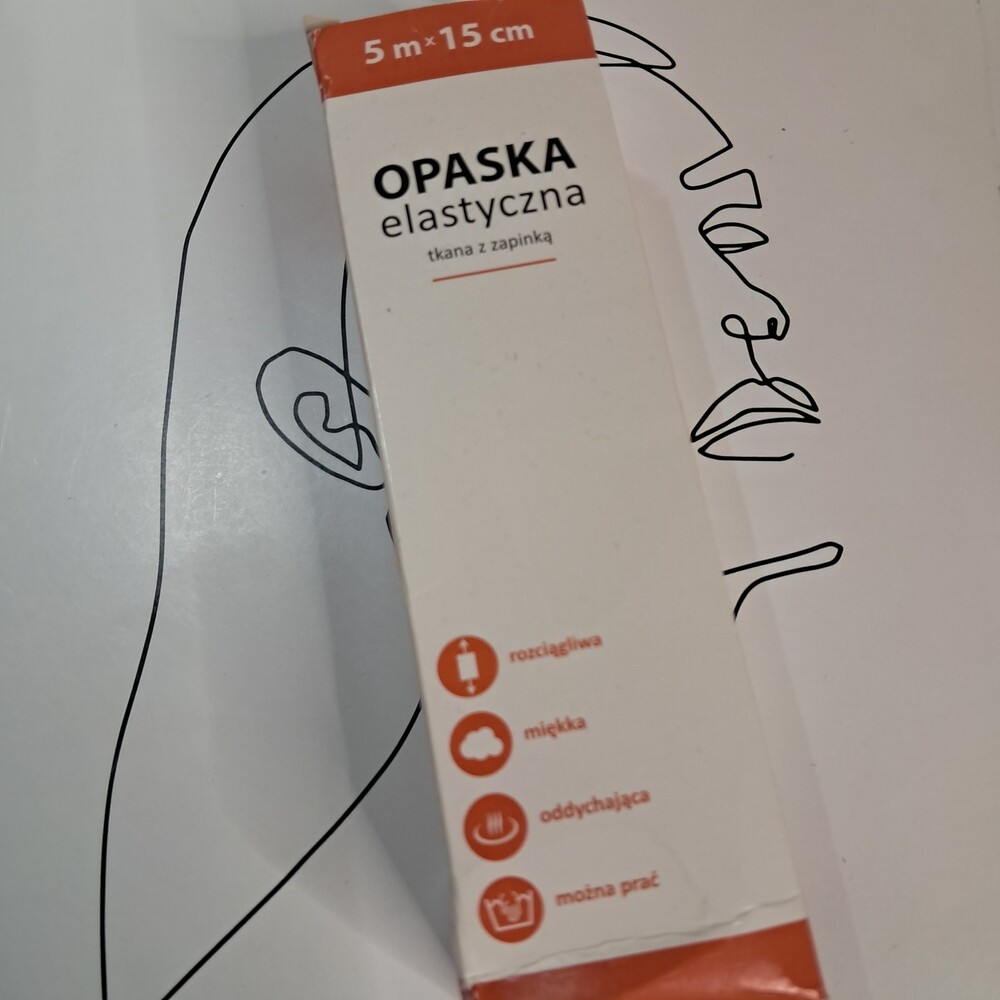 5 m x 15 cm
OPASKA
elastyczna
tkana z zapinką
rozciągliwa
miękka
oddychająca
można prać